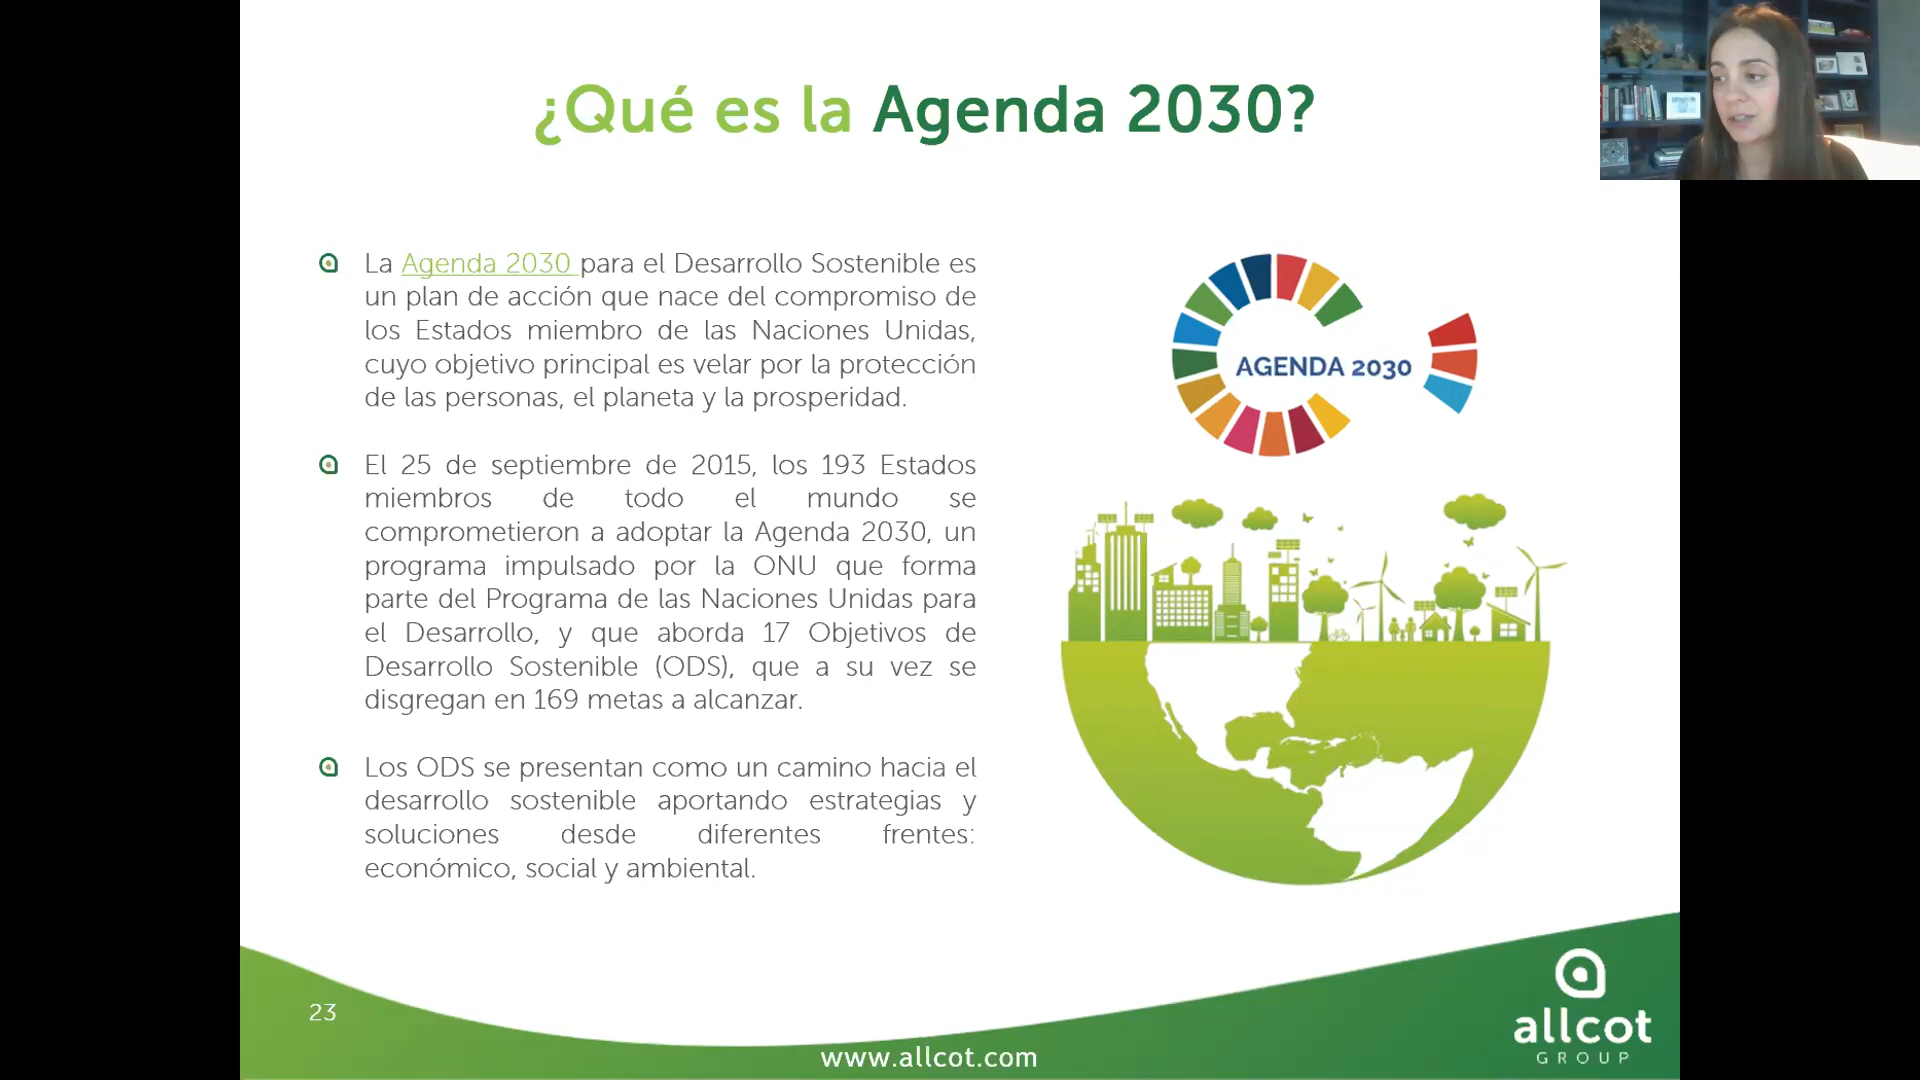 ¿Qué es la Agenda 2030?
La Agenda 2030 para el Desarrollo Sostenible es
un plan de acción que nace del compromiso de
los Estados miembro de las Naciones Unidas,
cuyo objetivo principal es velar por la protección
de las personas, el planeta y la prosperidad.
El 25 de septiembre de 2015, los 193 Estados
miembros de todo el mundo se
comprometieron a adoptar la Agenda 2030, un
programa impulsado por la ONU que forma
parte del Programa de las Naciones Unidas para
el Desarrollo, y que aborda 17 Objetivos de
Desarrollo Sostenible (ODS), que a su vez se
disgregan en 169 metas a alcanzar.
Los ODS se presentan como un camino hacia el
desarrollo sostenible aportando estrategias y
soluciones desde diferentes frentes:
económico, social y ambiental.
AGENDA 2030
23
www.allcot.com
allcot
GROUP